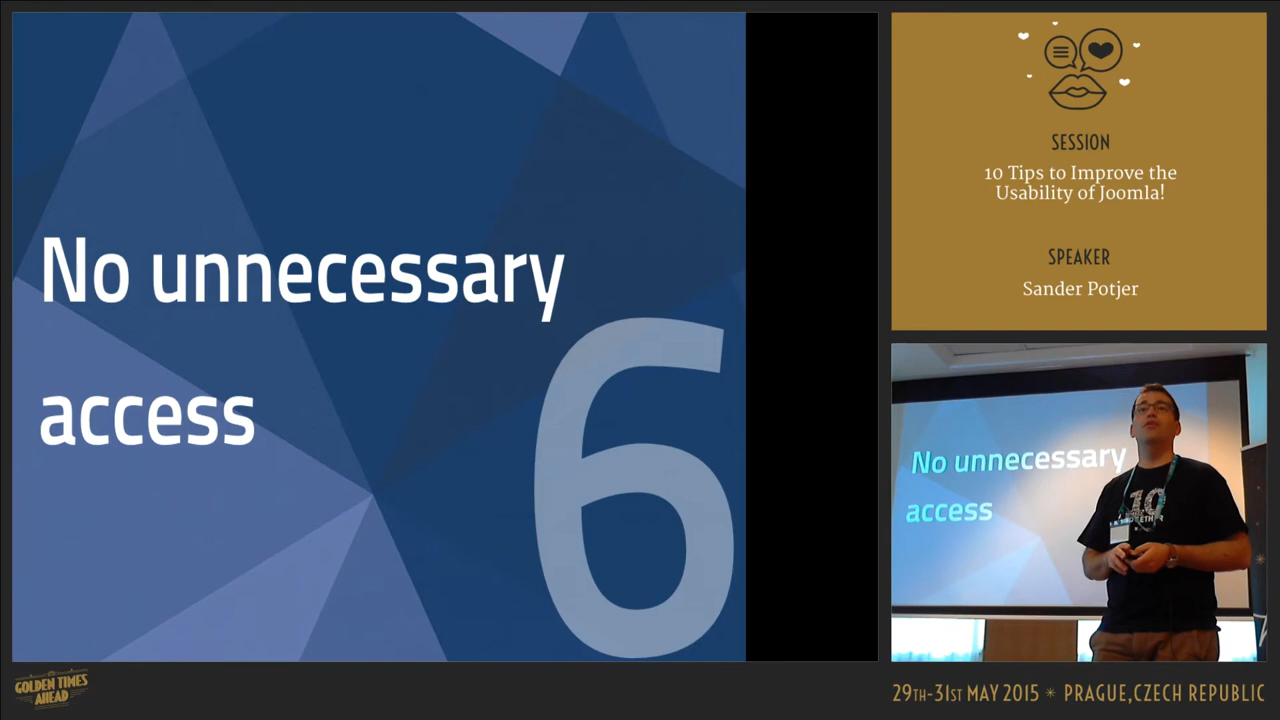 No unnecessary
access
6
SESSION
10 Tips to Improve the
Usability of Joomla!
SPEAKER
Sander Potjer
No unnecessary
access
10
GOLDEN TIMES
AHEAD
29TH-31ST MAY 2015 * PRAGUE, CZECH REPUBLIC